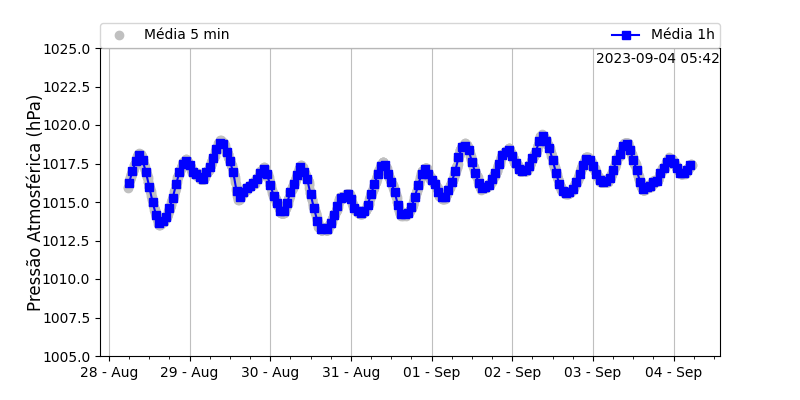 Média 5 min
Média 1h
2023-09-04 05:42
Pressão Atmosférica (hPa)
1025.0
1022.5
1020.0
1017.5
1015.0
1012.5
1010.0
1007.5
1005.0
28 - Aug
29 - Aug
30 - Aug
31 - Aug
01 - Sep
02 - Sep
03 - Sep
04 - Sep